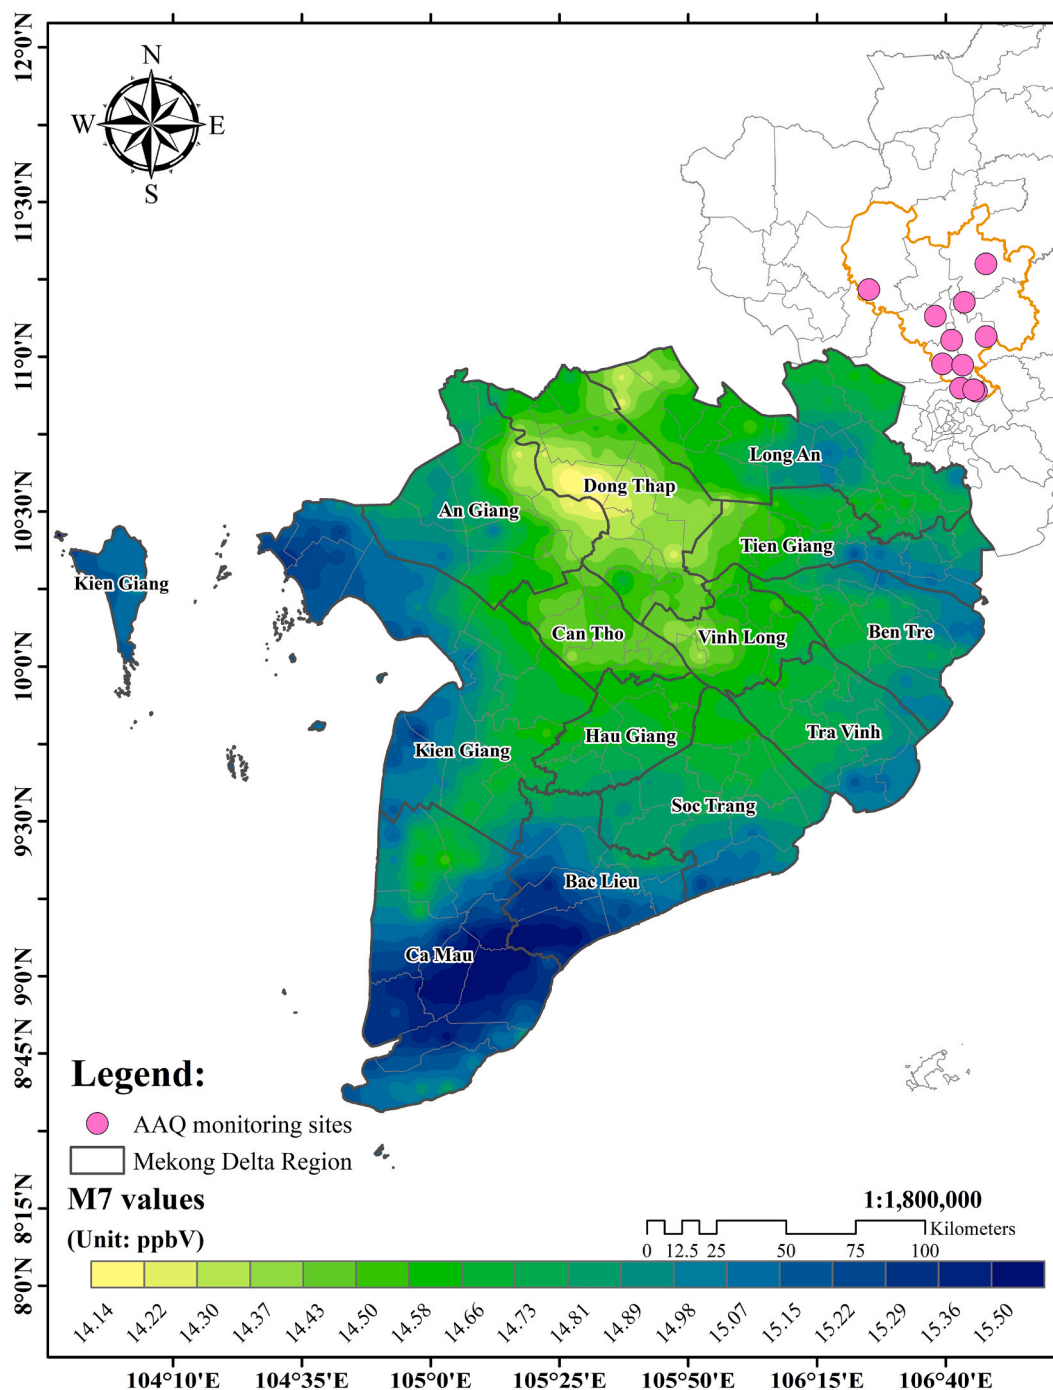 N
W E
S
12°0'N
11°30'N
11°0'N
10°30'N
10°0'N
9°30'N
9°0'N
8°45'N
8°15'N
8°0'N
Long An
Dong Thap
An Giang
Tien Giang
Kien Giang
Can Tho
Vinh Long
Ben Tre
Hau Giang
Tra Vinh
Kien Giang
Soc Trang
Bac Lieu
Ca Mau
Legend:
AAQ monitoring sites
Mekong Delta Region
M7 values
(Unit: ppbV)
1:1,800,000
Kilometers
0 12.5 25 50 75 100
14.14 14.22 14.30 14.37 14.43 14.50 14.58 14.66 14.73 14.81 14.89 14.98 15.07 15.15 15.22 15.29 15.36 15.50
104°10'E 104°35'E 105°0'E 105°25'E 105°50'E 106°15'E 106°40'E